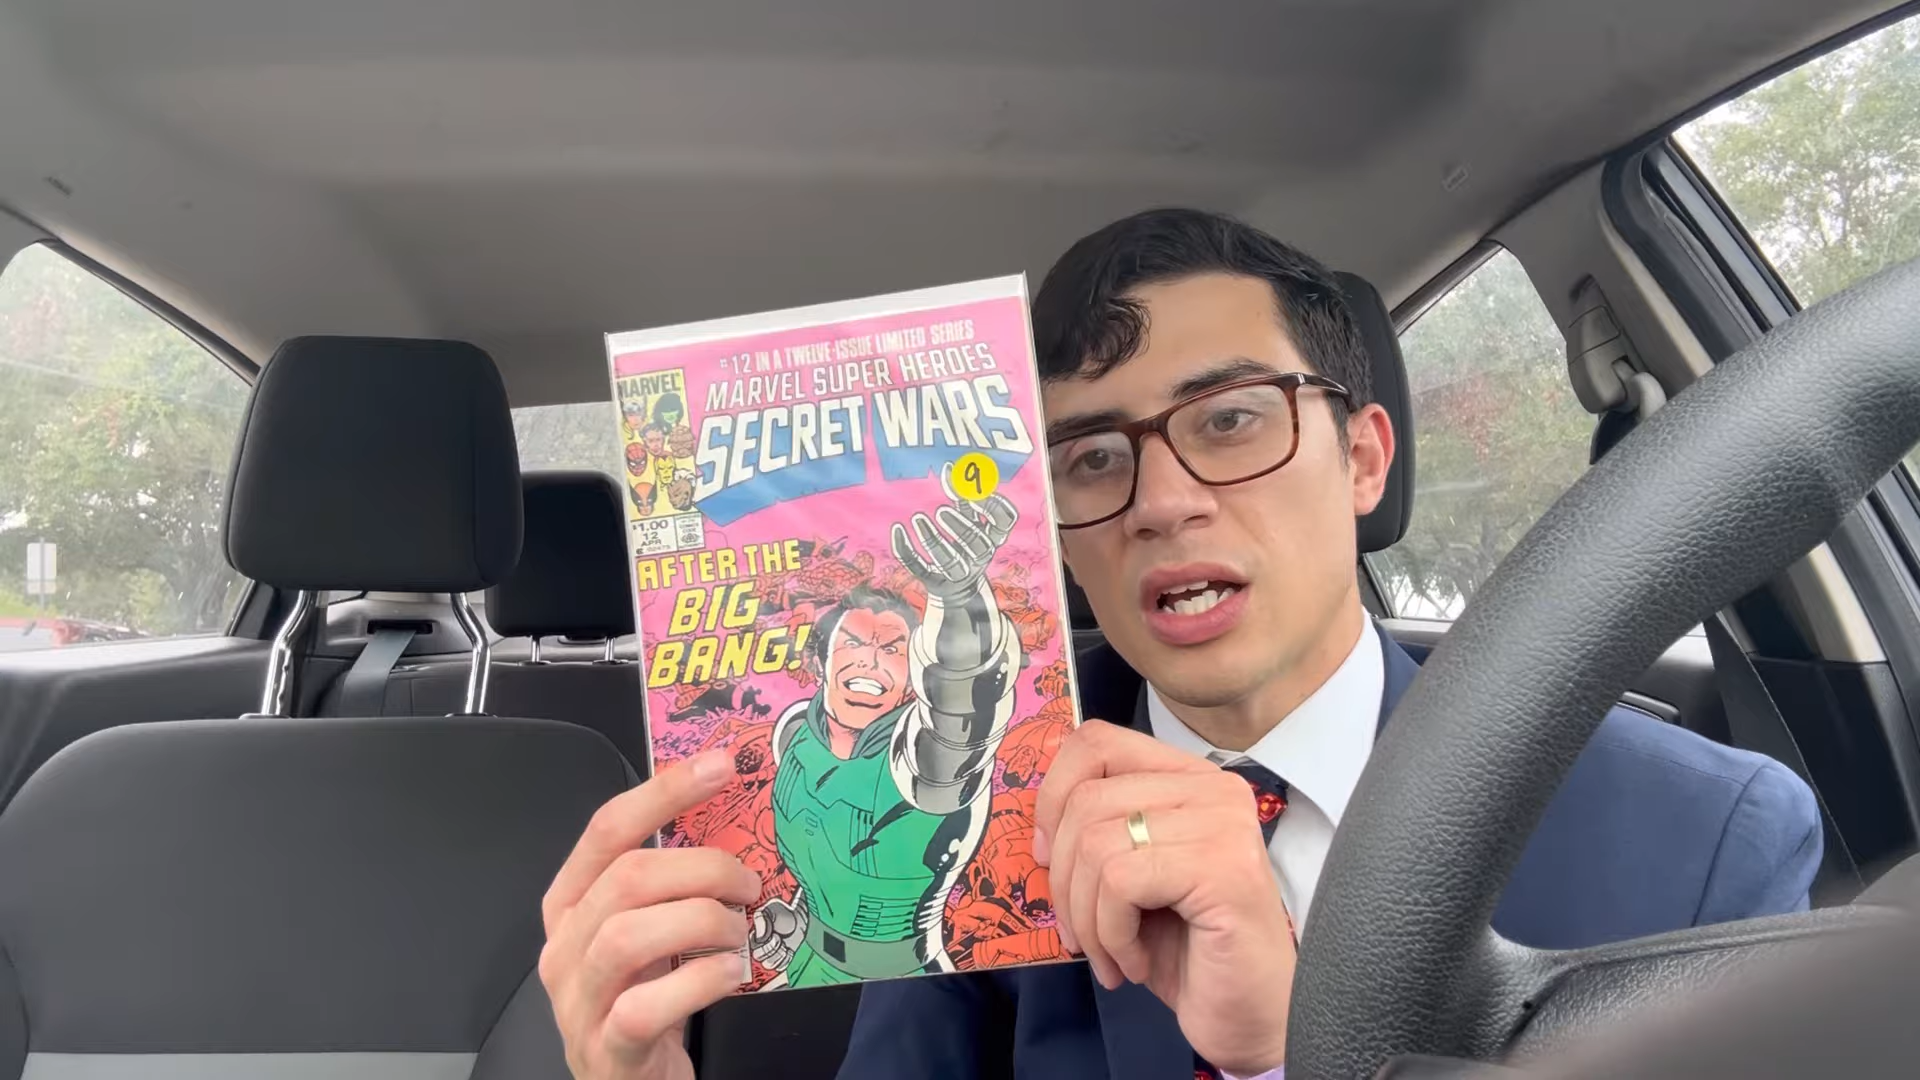 #12 IN A TWELVE-ISSUE LIMITED SERIES
MARVEL SUPER HEROES
SECRET WARS
MARVEL
9
$1.00
12
APR
AFTER THE
BIG
BANG!